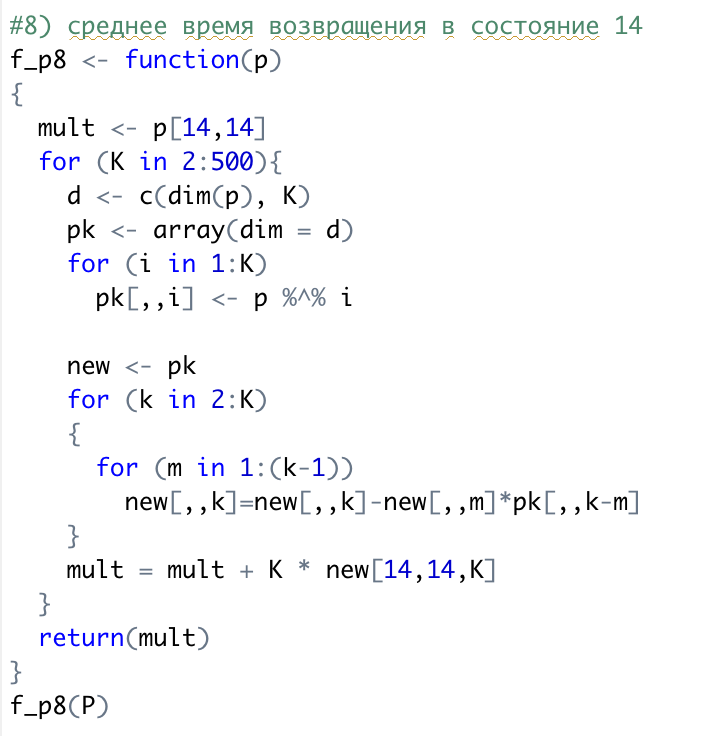 #8) среднее время возвращения в состояние 14
f_p8 <- function(p)
{
  mult <- p[14,14]
  for (K in 2:500){
    d <- c(dim(p), K)
    pk <- array(dim = d)
    for (i in 1:K)
      pk[,,i] <- p %^% i

    new <- pk
    for (k in 2:K)
    {
      for (m in 1:(k-1))
        new[,,k]=new[,,k]-new[,,m]*pk[,,k-m]
    }
    mult = mult + K * new[14,14,K]
  }
  return(mult)
}
f_p8(P)